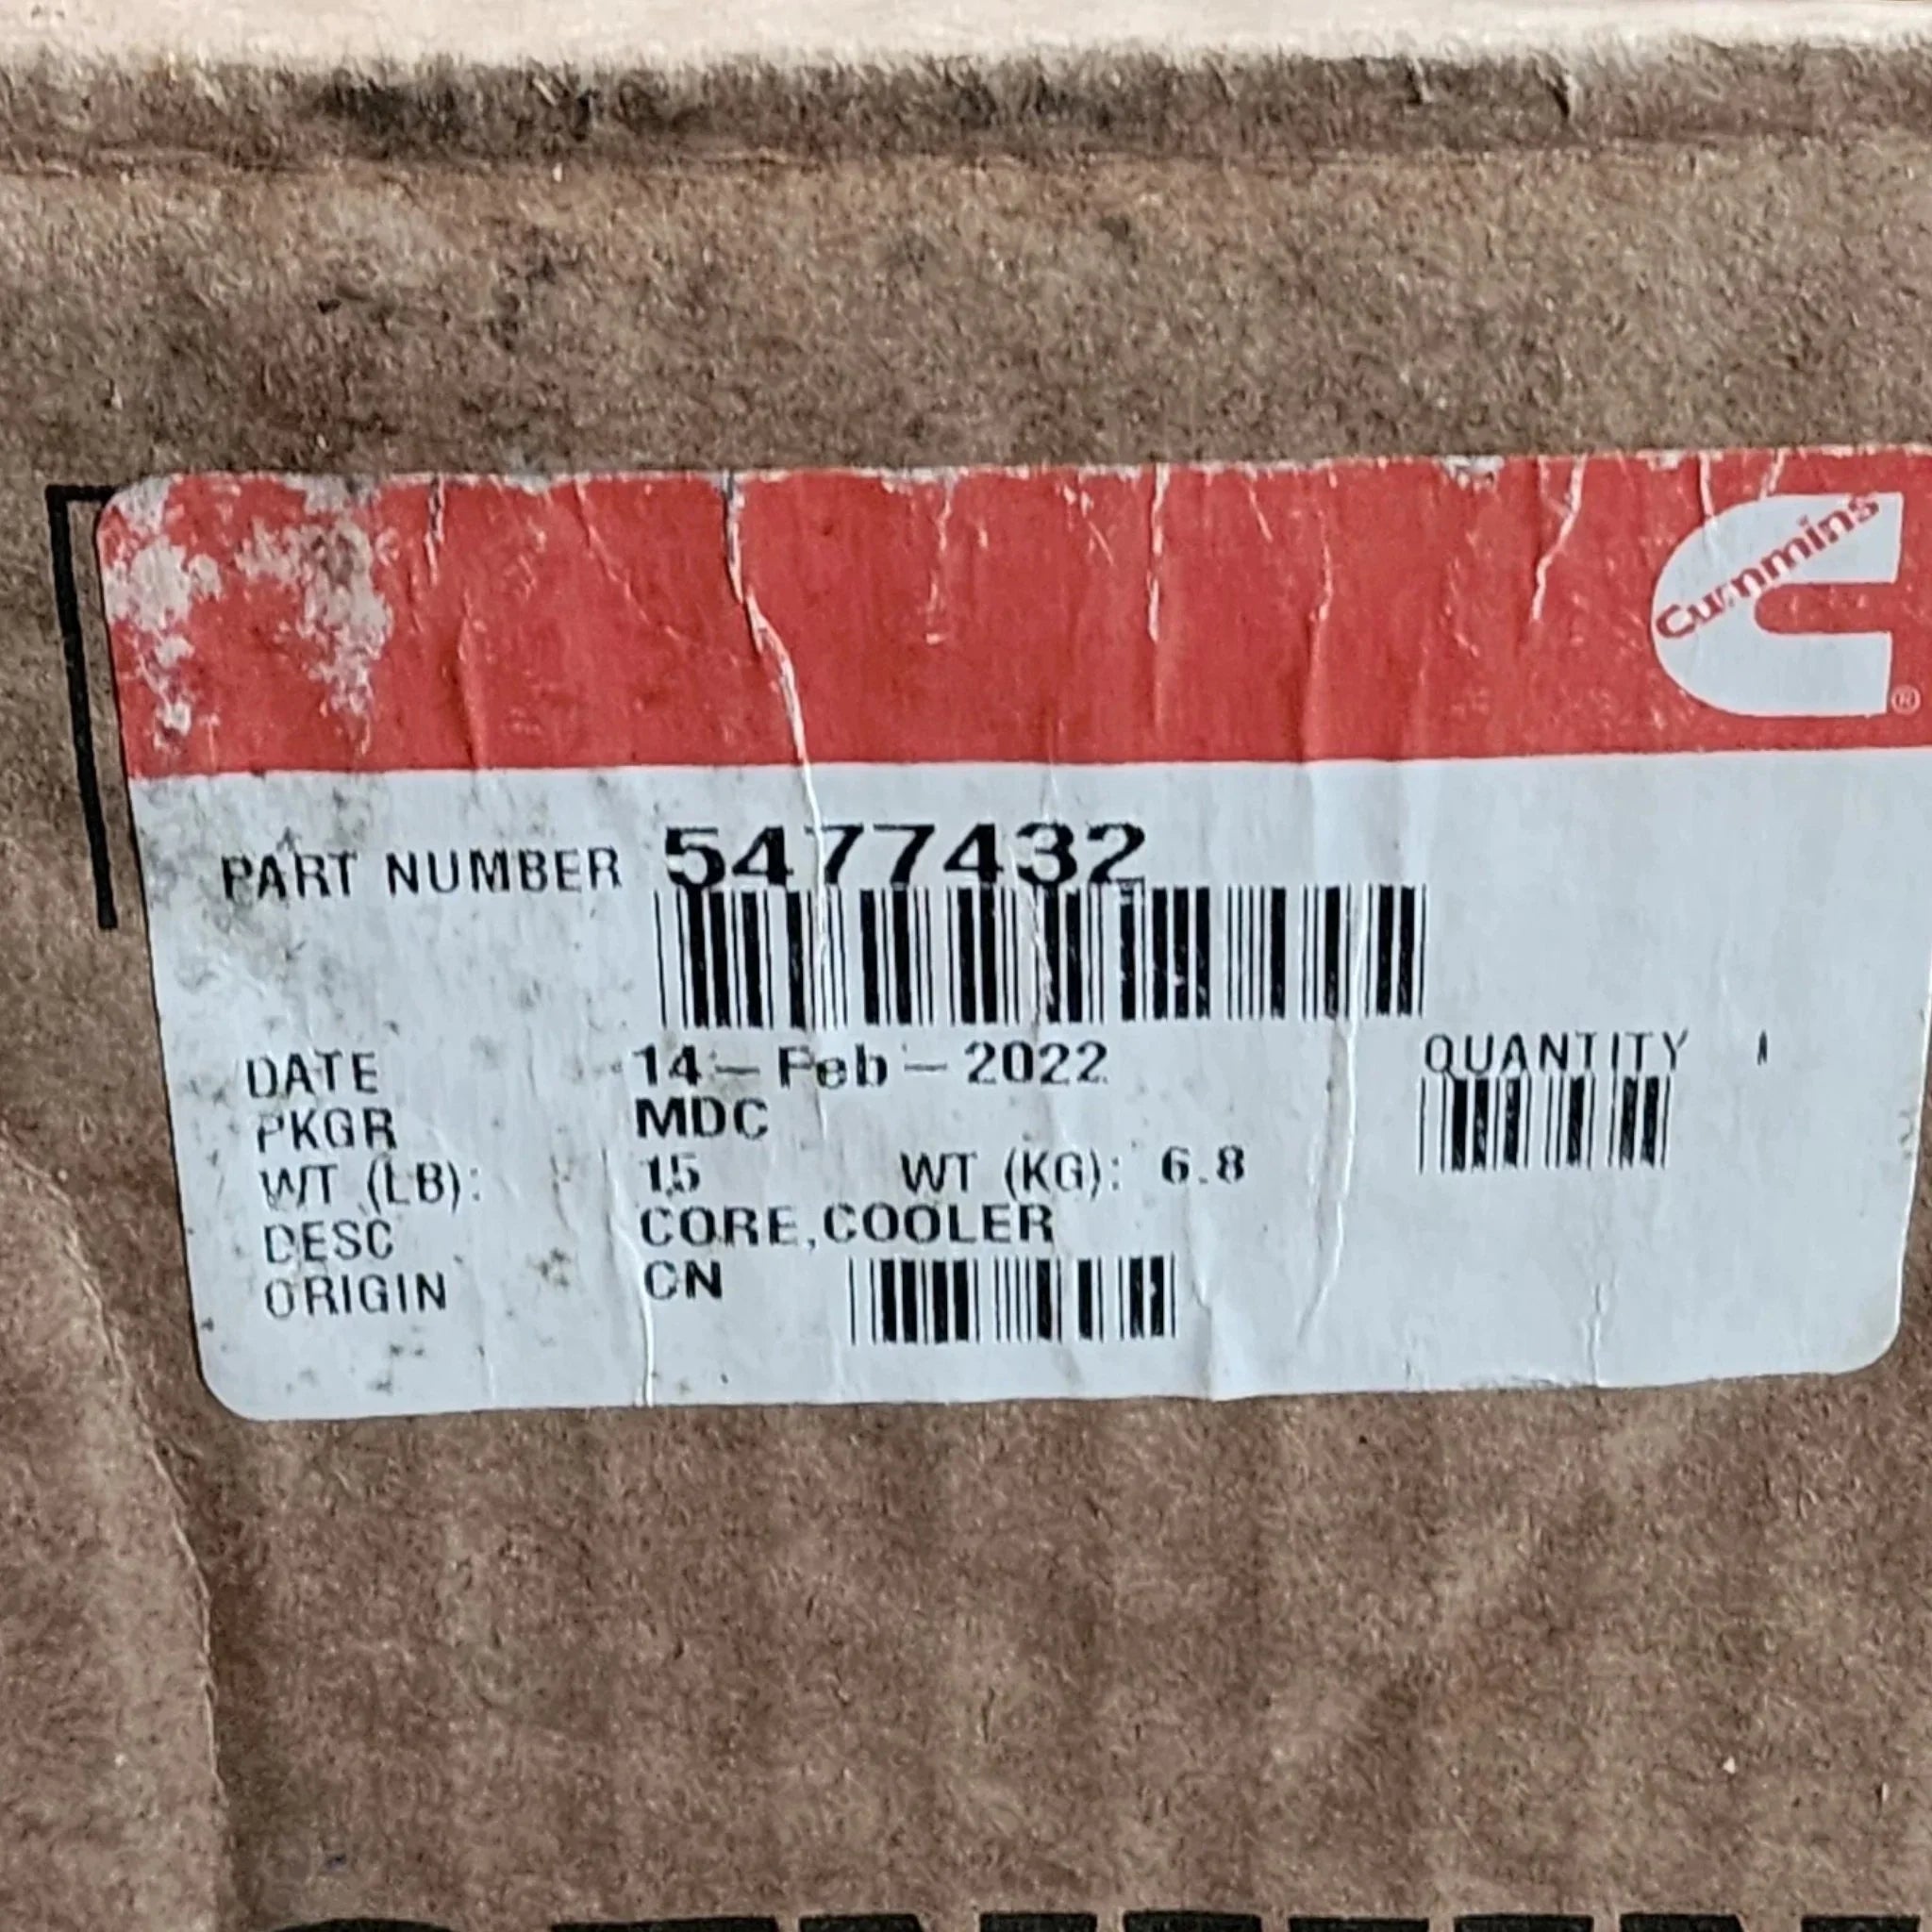 Cummins
®
PART NUMBER 5477432
DATE 14-Feb-2022 QUANTITY 1
PKGR MDC
WT (LB): 15 WT (KG): 6.8
DESC CORE,COOLER
ORIGIN CN